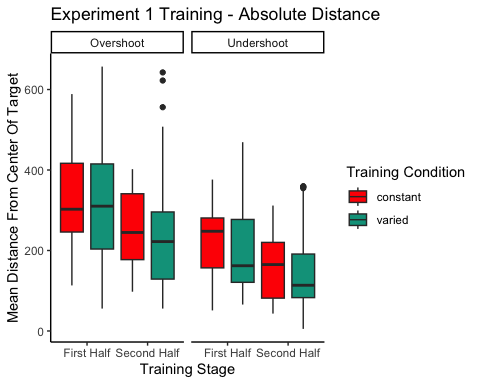 Experiment 1 Training - Absolute Distance
Overshoot
Undershoot
Mean Distance From Center Of Target
600
400
200
0
First Half
Second Half
First Half
Second Half
Training Stage
Training Condition
constant
varied